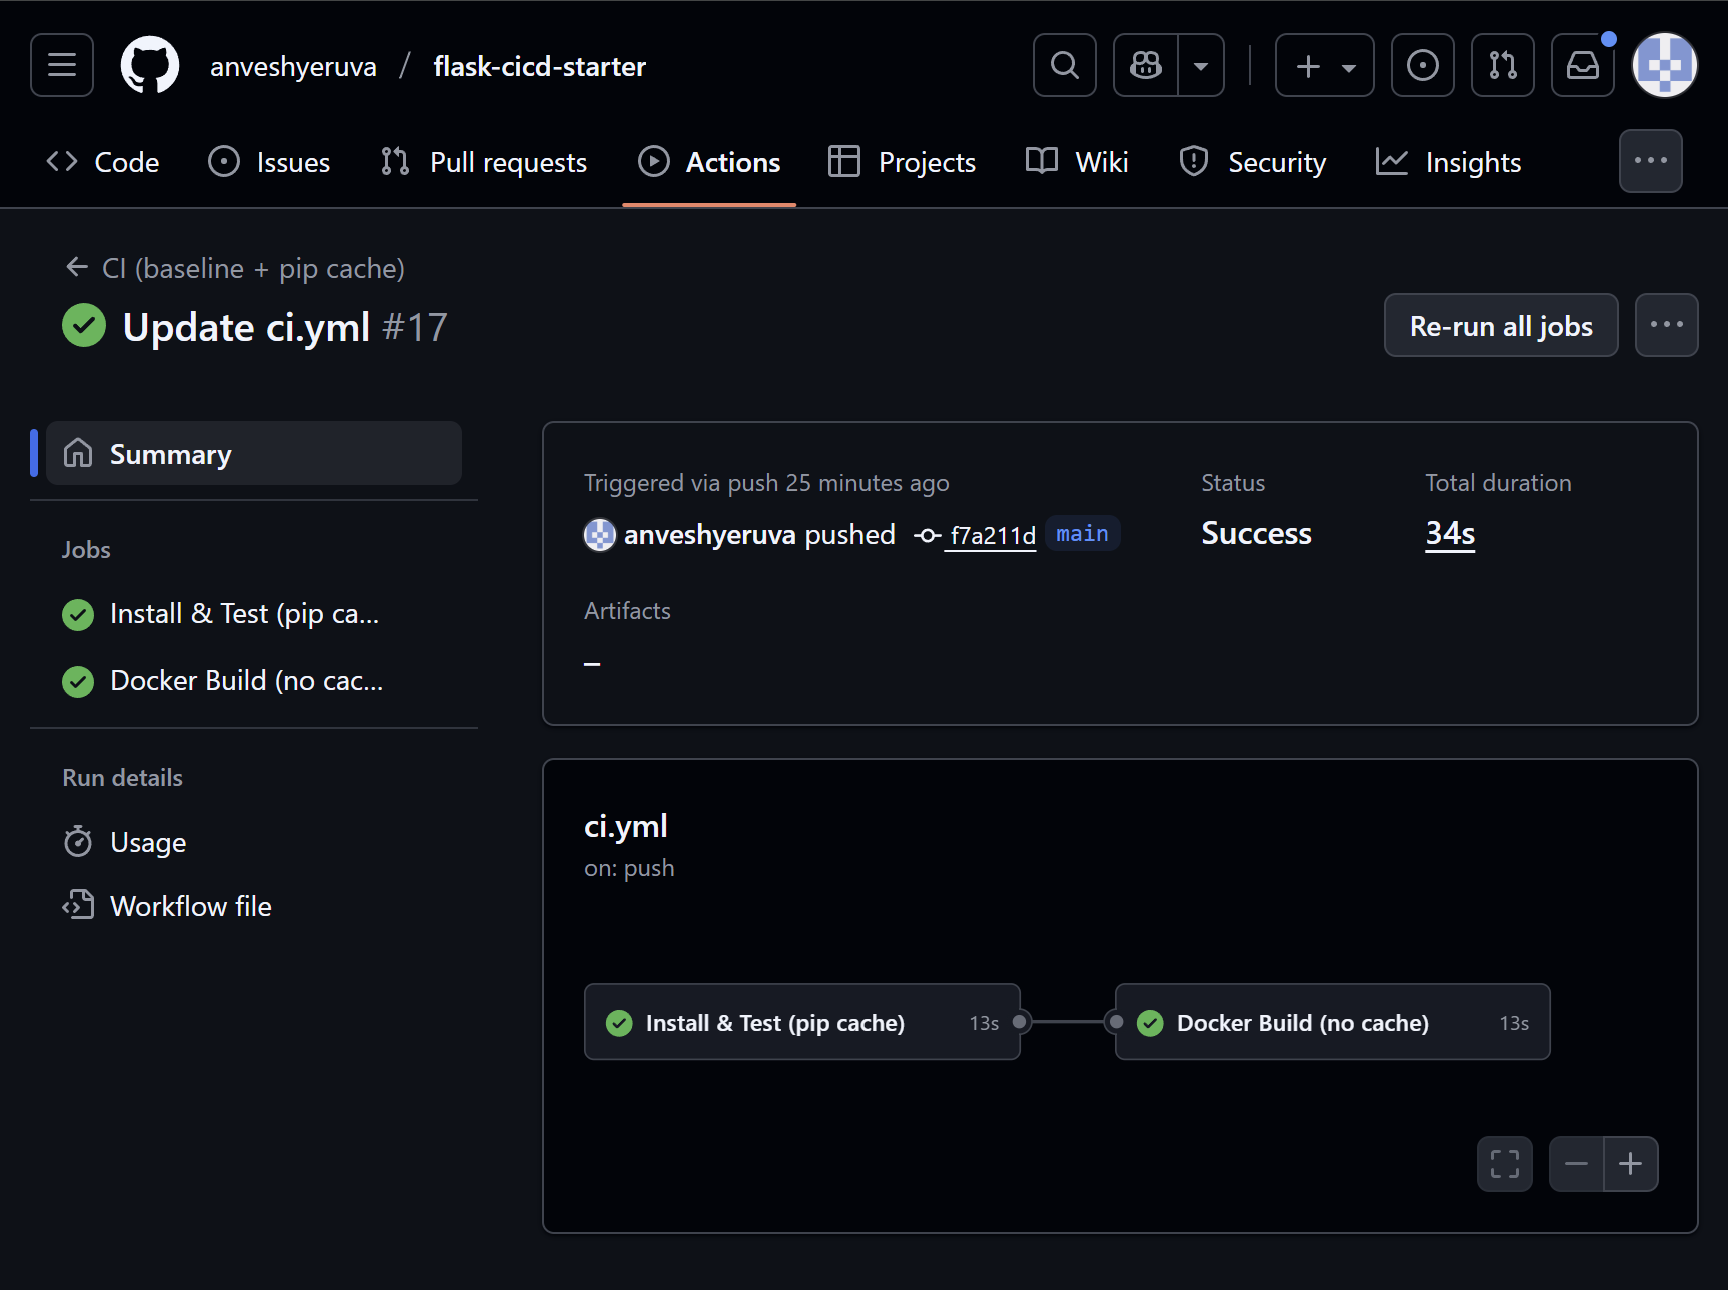 anveshyeruva / flask-cicd-starter
Code Issues Pull requests Actions Projects Wiki Security Insights
CI (baseline + pip cache)
Update ci.yml #17
Re-run all jobs
Summary
Jobs
Install & Test (pip ca...
Docker Build (no cac...
Run details
Usage
Workflow file
Triggered via push 25 minutes ago
anveshyeruva pushed f7a211d main
Status
Success
Total duration
34s
Artifacts
–
ci.yml
on: push
Install & Test (pip cache) 13s
Docker Build (no cache) 13s